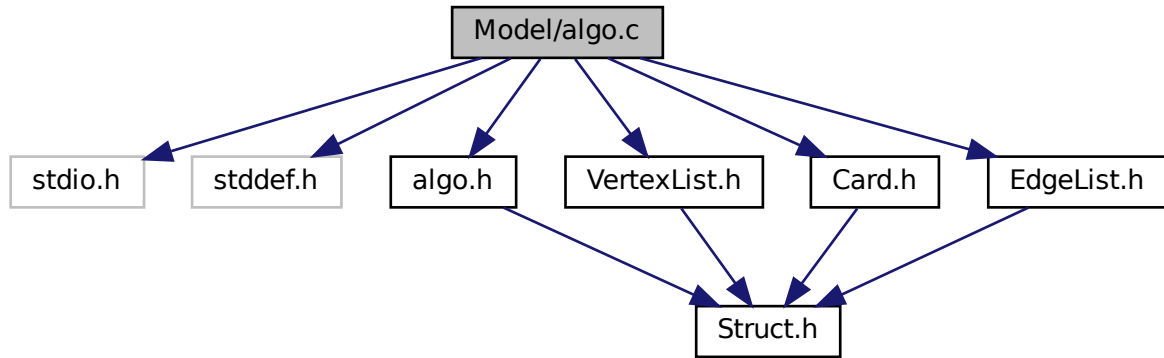 Model/algo.c
stdio.h
stddef.h
algo.h
VertexList.h
Card.h
EdgeList.h
Struct.h